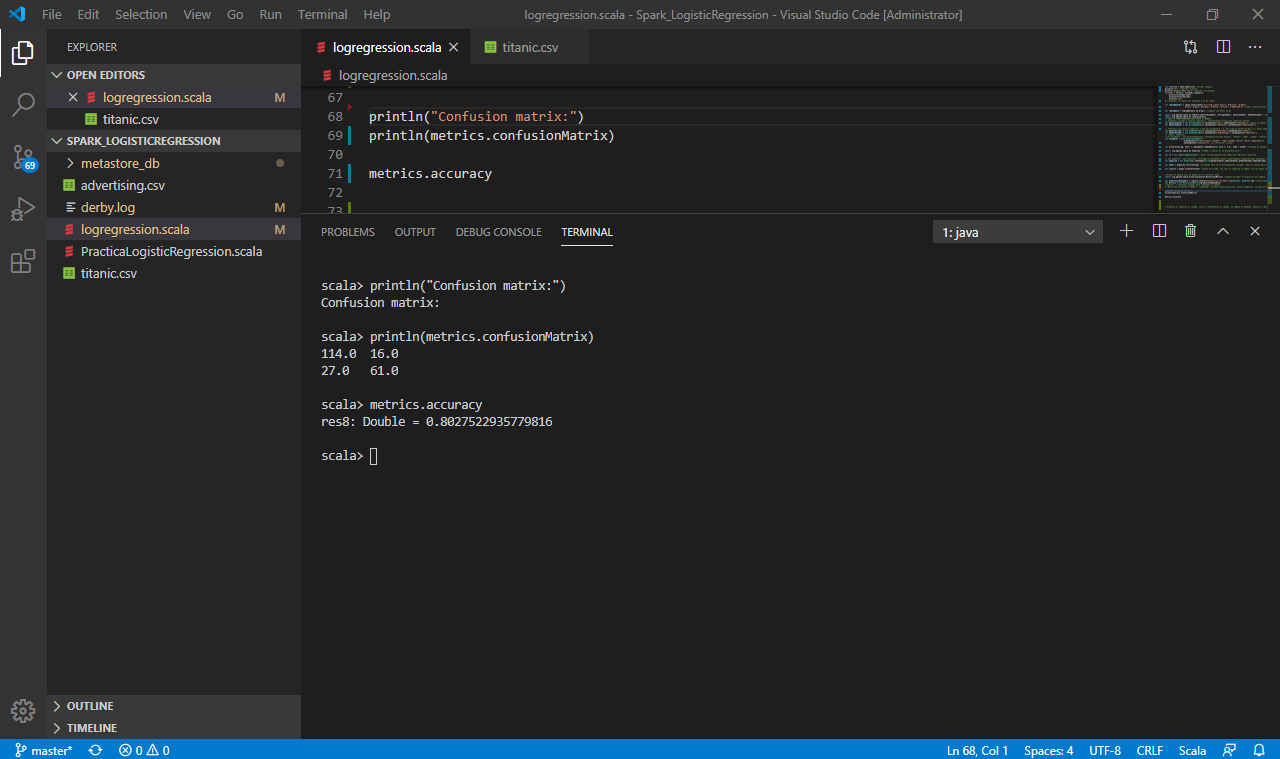 File Edit Selection View Go Run Terminal Help logregression.scala - Spark_LogisticRegression - Visual Studio Code [Administrator]
EXPLORER
OPEN EDITORS
logregression.scala M
titanic.csv
SPARK_LOGISTICREGRESSION
metastore_db
advertising.csv
derby.log M
logregression.scala M
PracticaLogisticRegression.scala
titanic.csv
OUTLINE
TIMELINE
69
logregression.scala titanic.csv
logregression.scala
67
68 println("Confusion matrix:")
69 println(metrics.confusionMatrix)
70
71 metrics.accuracy
72
73
PROBLEMS OUTPUT DEBUG CONSOLE TERMINAL 1: java
scala> println("Confusion matrix:")
Confusion matrix:
scala> println(metrics.confusionMatrix)
114.0 16.0
27.0 61.0
scala> metrics.accuracy
res8: Double = 0.8027522935779816
scala>
master* 0 0 Ln 68, Col 1 Spaces: 4 UTF-8 CRLF Scala